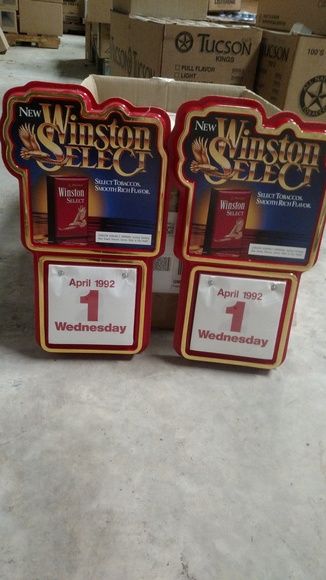 TUCSON
KINGS
FULL FLAVOR
LIGHT
TUCSON
100'S
NEW
Winston
SELECT
SELECT TOBACCOS.
SMOOTH RICH FLAVOR.
Winston
SELECT
April 1992
1
Wednesday
NEW
Winston
SELECT
SELECT TOBACCOS.
SMOOTH RICH FLAVOR.
Winston
SELECT
April 1992
1
Wednesday